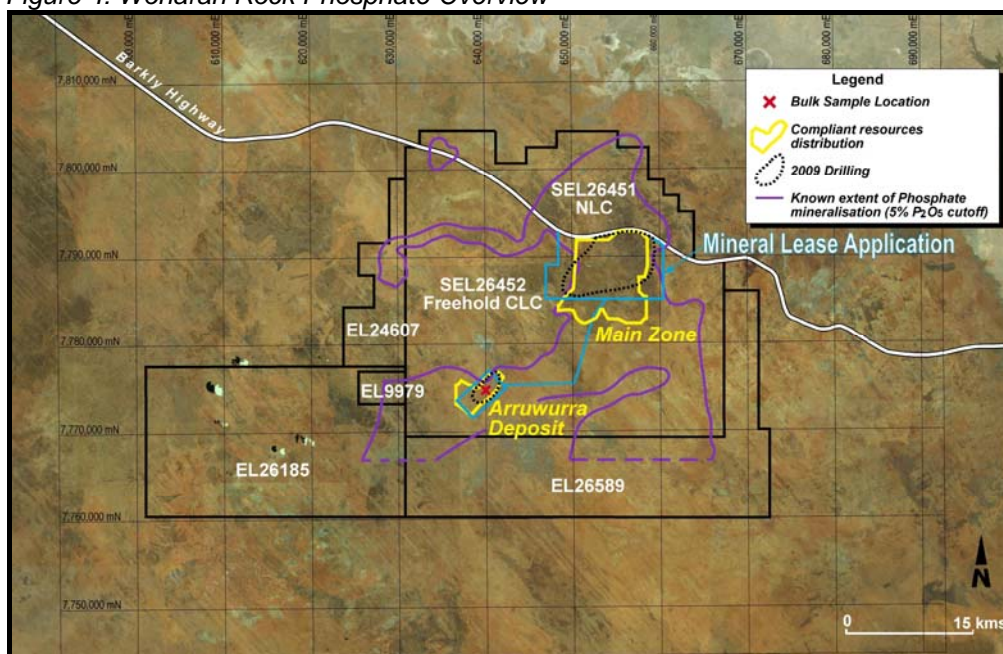 Figure 4: Wonarah Rock Phosphate Overview
610,000 mE
620,000 mE
630,000 mE
640,000 mE
650,000 mE
660,000 mE
670,000 mE
680,000 mE
690,000 mE
7,810,000 mN
7,800,000 mN
7,790,000 mN
7,780,000 mN
7,770,000 mN
7,760,000 mN
7,750,000 mN
Barkly Highway
Legend
Bulk Sample Location
Compliant resources
distribution
2009 Drilling
Known extent of Phosphate
mineralisation (5% P₂O₅ cutoff)
SEL26451
NLC
Mineral Lease Application
SEL26452
Freehold CLC
EL24607
Main Zone
EL9979
Arruwurra
Deposit
EL26185
EL26589
N
0 15 kms